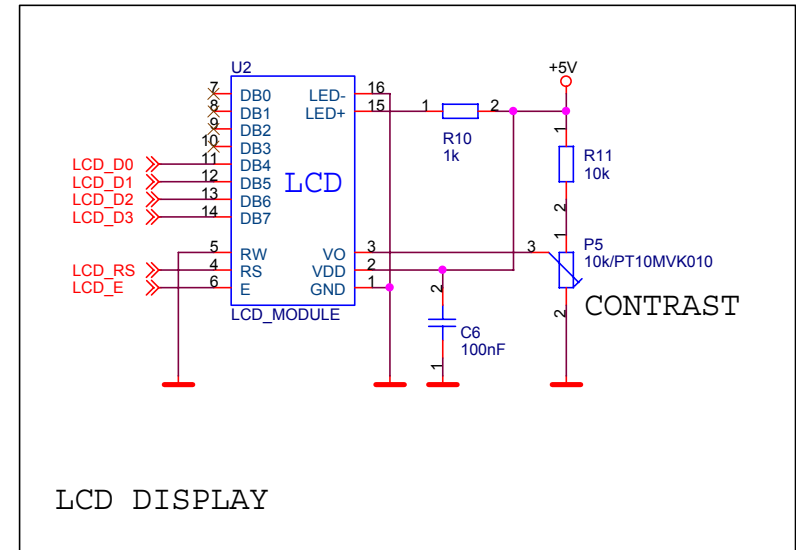 U2
+5V
7 DB0 LED- 16
8 DB1 LED+ 15 1 2
9 DB2
10 DB3
R10
1k
1
R11
10k
2
LCD_D0 11 DB4
LCD_D1 12 DB5
LCD_D2 13 DB6
LCD_D3 14 DB7
LCD
5 RW VO 3 3
LCD_RS 4 RS VDD 2
LCD_E 6 E GND 1
1
P5
10k/PT10MVK010
2
CONTRAST
LCD_MODULE
2
C6
100nF
1
LCD DISPLAY